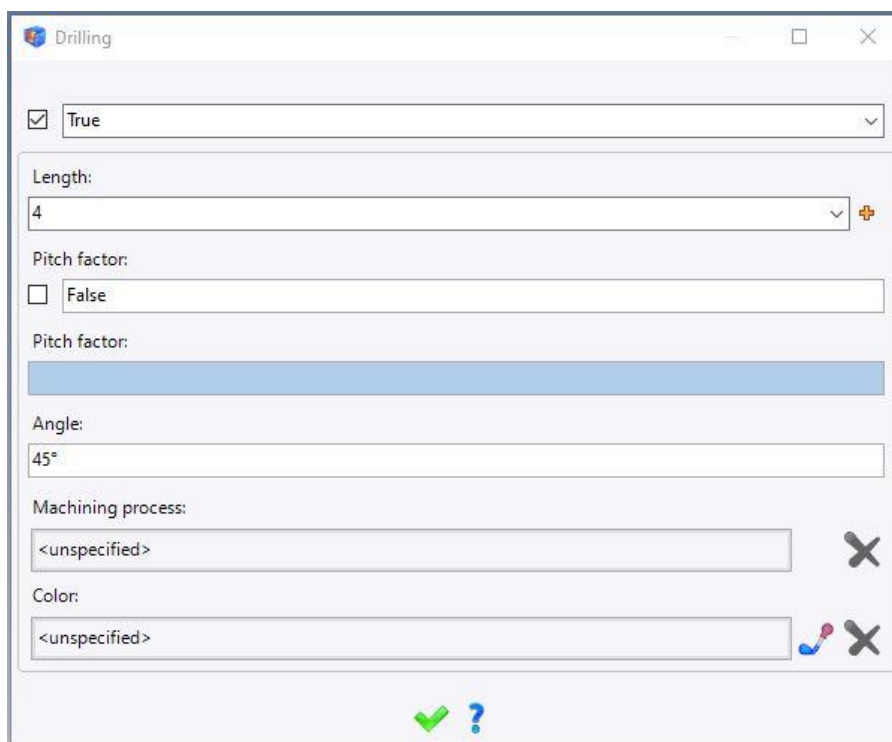 Drilling
True
Length:
4
Pitch factor:
False
Pitch factor:
Angle:
45°
Machining process:
<unspecified>
Color:
<unspecified>